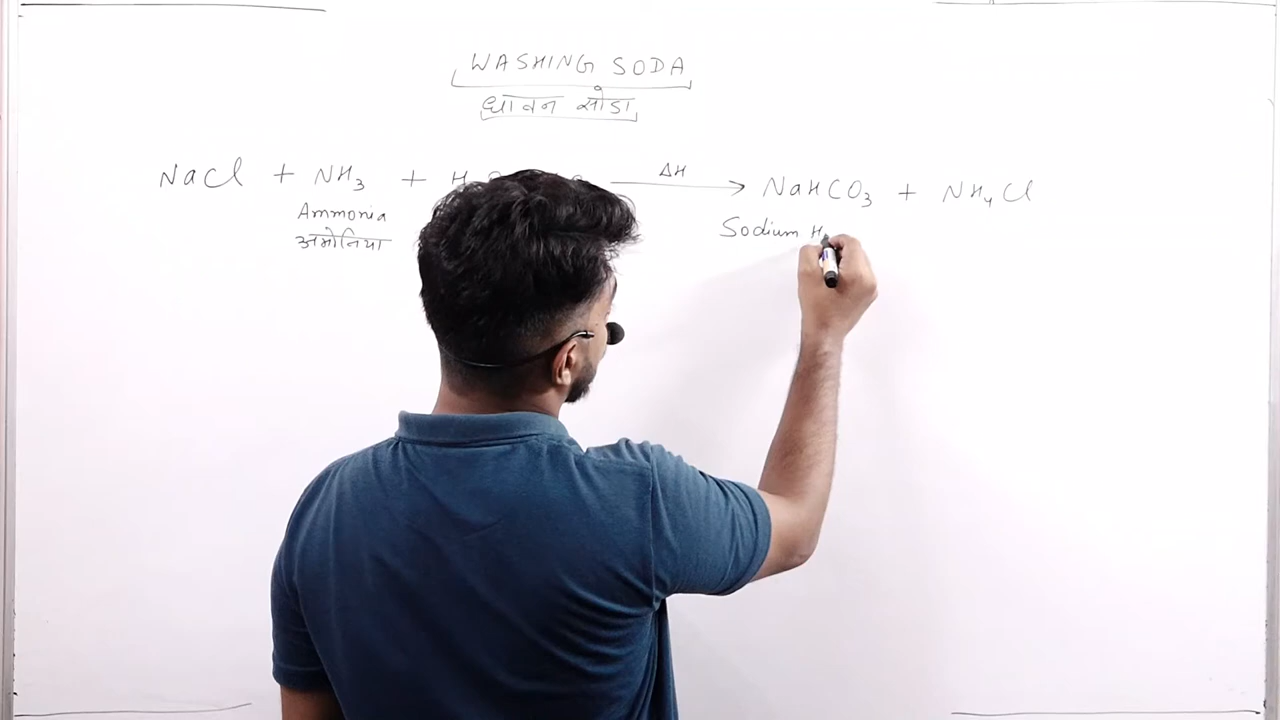 WASHING SODA
धावन सोडा
NaCl + NH₃ + H ΔH → NaHCO₃ + NH₄Cl
Ammonia Sodium H
अमोनिया